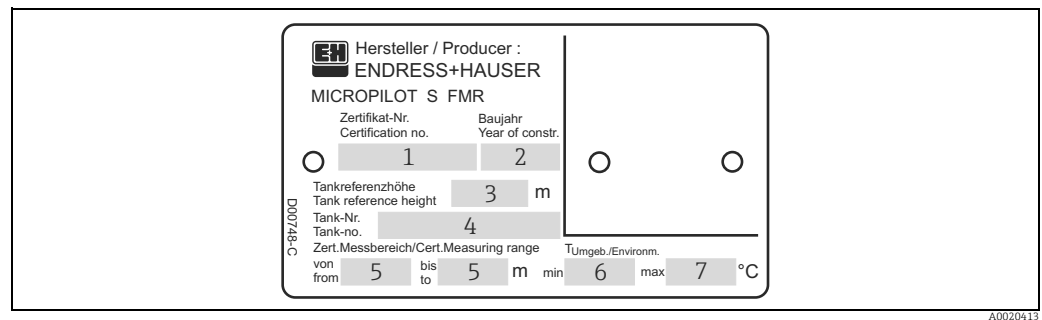 E+H Hersteller / Producer :
ENDRESS+HAUSER
MICROPILOT S FMR
Zertifikat-Nr. Baujahr
Certification no. Year of constr.
1 2
Tankreferenzhöhe
Tank reference height 3 m
Tank-Nr.
Tank-no. 4
D00748-C
Zert.Messbereich/Cert.Measuring range TUmgeb./Environm.
von bis
from 5 to 5 m min 6 max 7 °C
A0020413